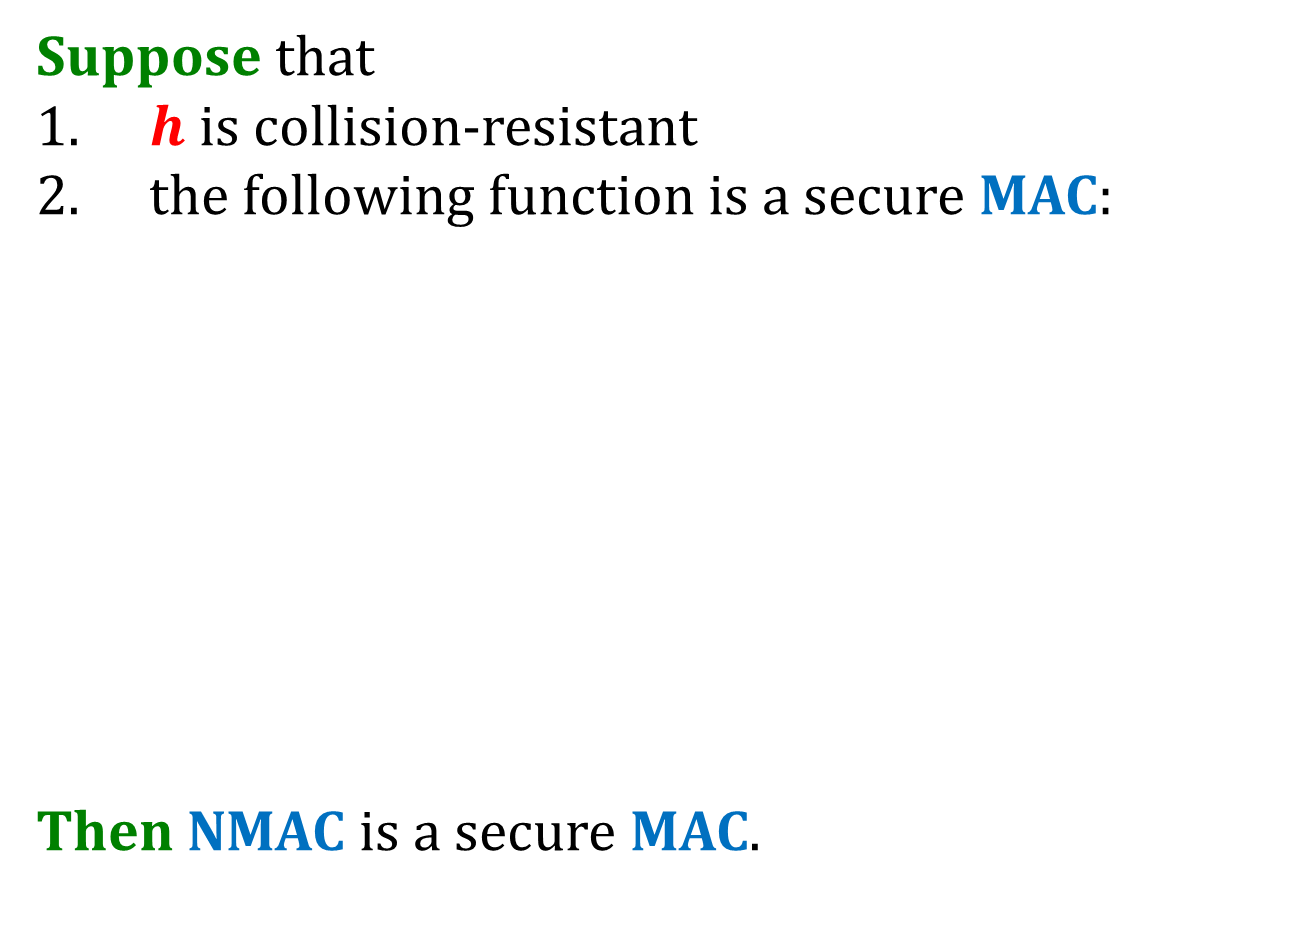 Suppose that
1. h is collision-resistant
2. the following function is a secure MAC:
Then NMAC is a secure MAC.